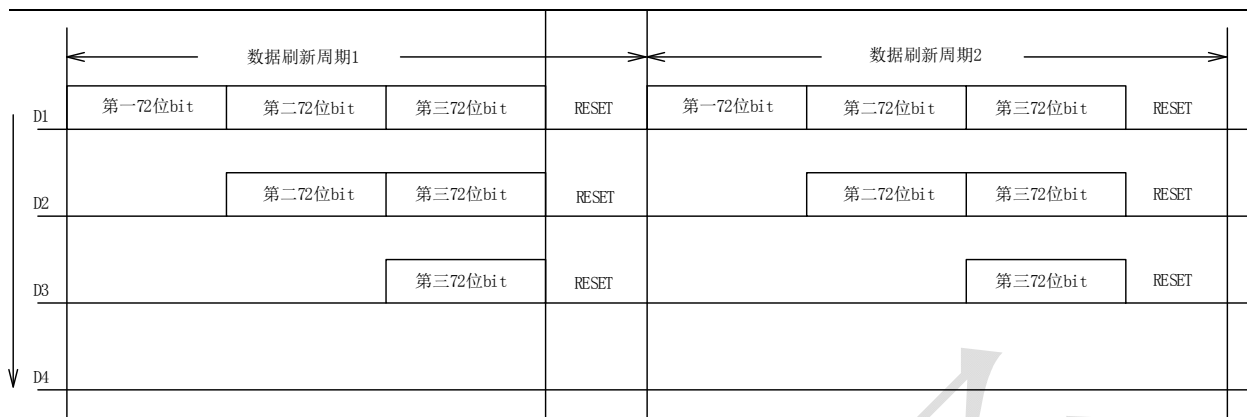 数据刷新周期1
数据刷新周期2
D1 第一72位bit 第二72位bit 第三72位bit RESET 第一72位bit 第二72位bit 第三72位bit RESET
D2 第二72位bit 第三72位bit RESET 第二72位bit 第三72位bit RESET
D3 第三72位bit RESET 第三72位bit RESET
D4